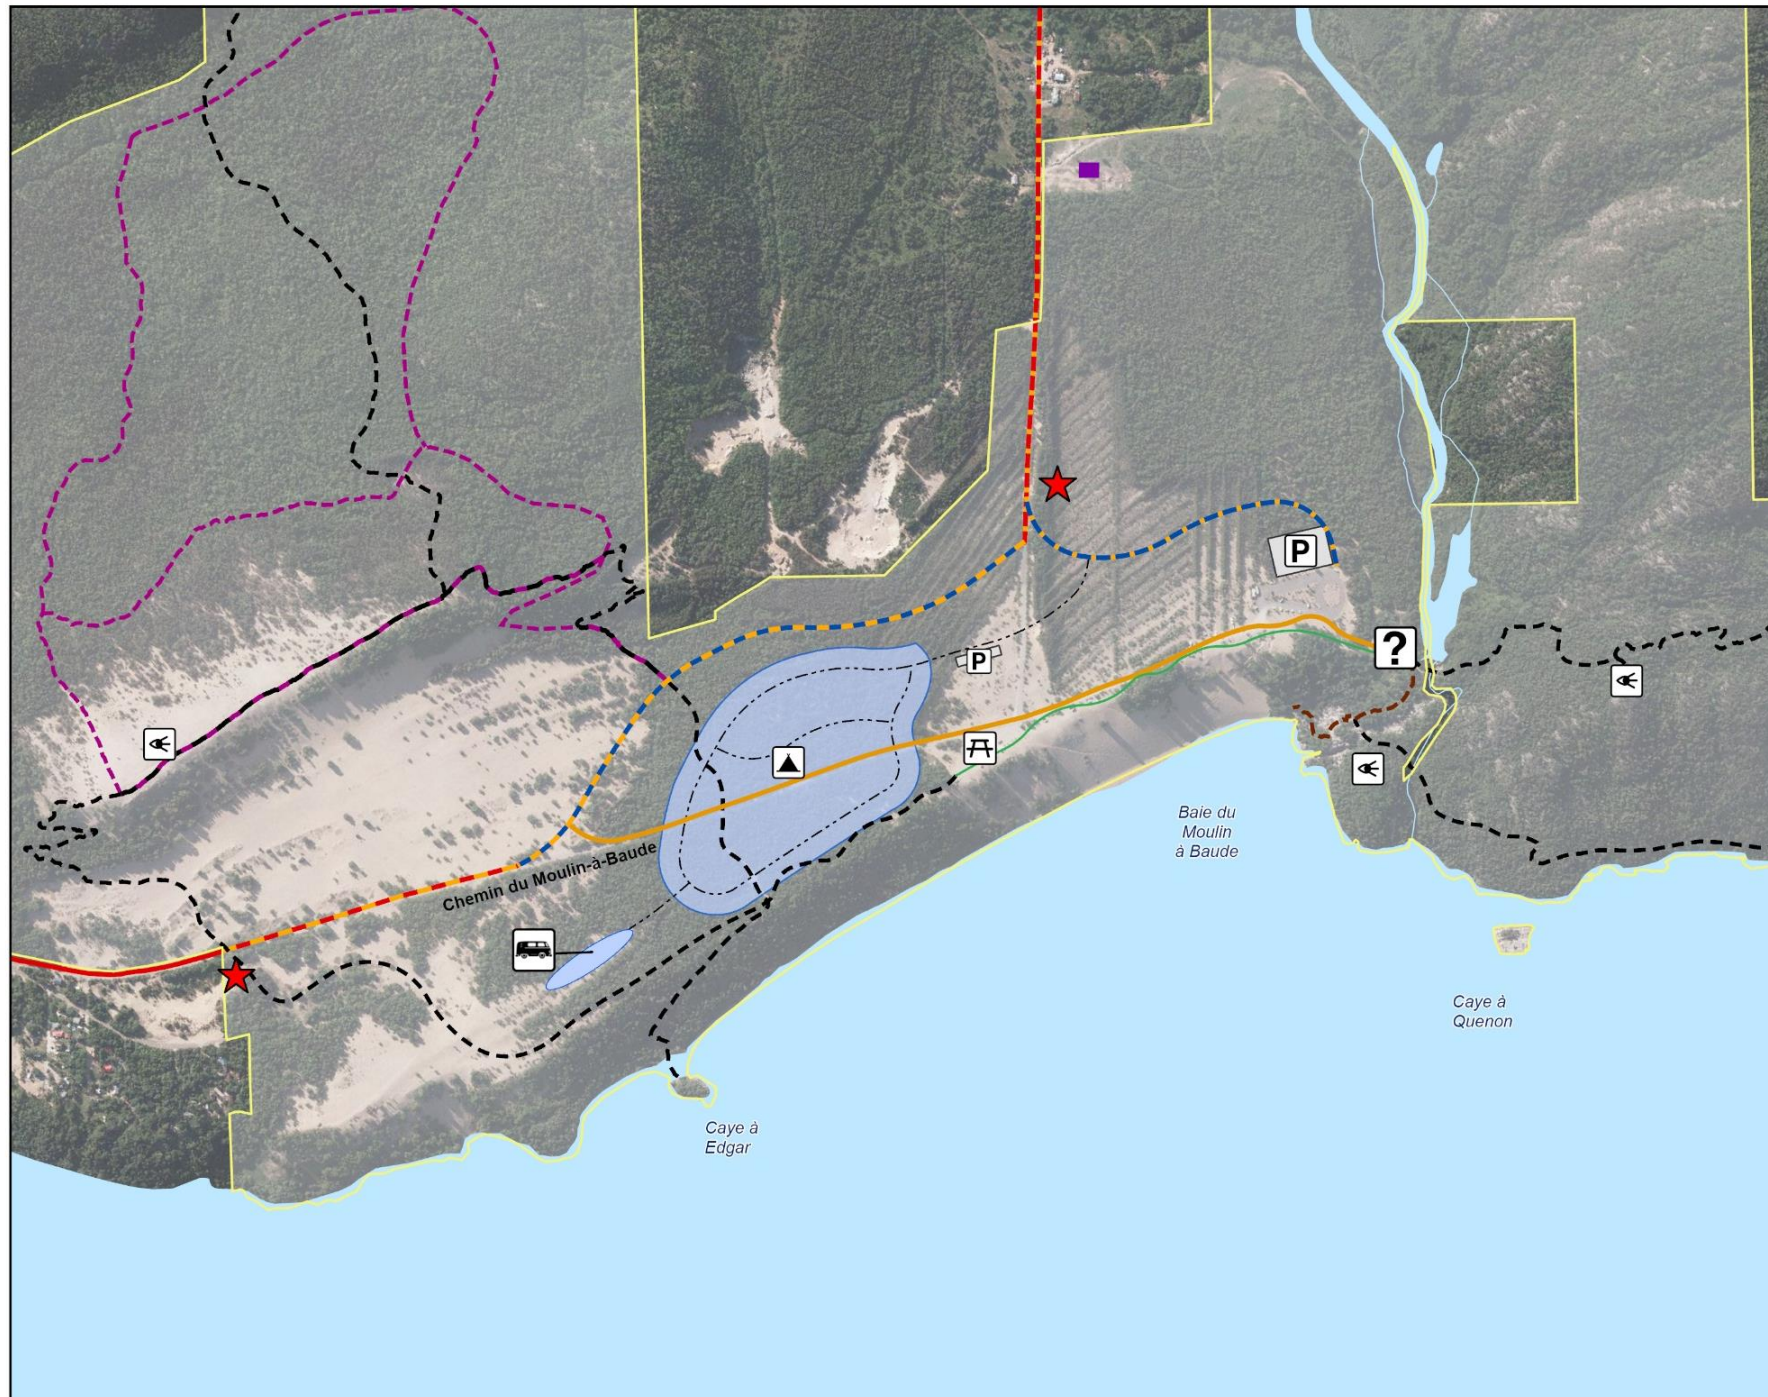 P
P
?
Baie du
Moulin
à Baude
Chemin du Moulin-à-Baude
Caye à
Quenon
Caye à
Edgar